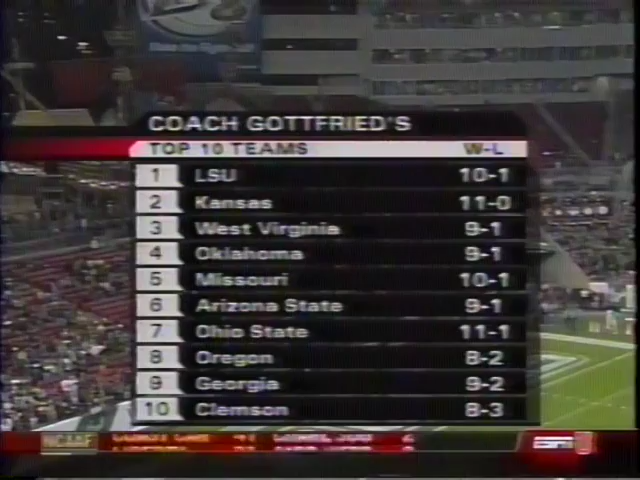 COACH GOTTFRIED'S
TOP 10 TEAMS W-L
1 LSU 10-1
2 Kansas 11-0
3 West Virginia 9-1
4 Oklahoma 9-1
5 Missouri 10-1
6 Arizona State 9-1
7 Ohio State 11-1
8 Oregon 8-2
9 Georgia 9-2
10 Clemson 8-3
NCAAF
ESPN